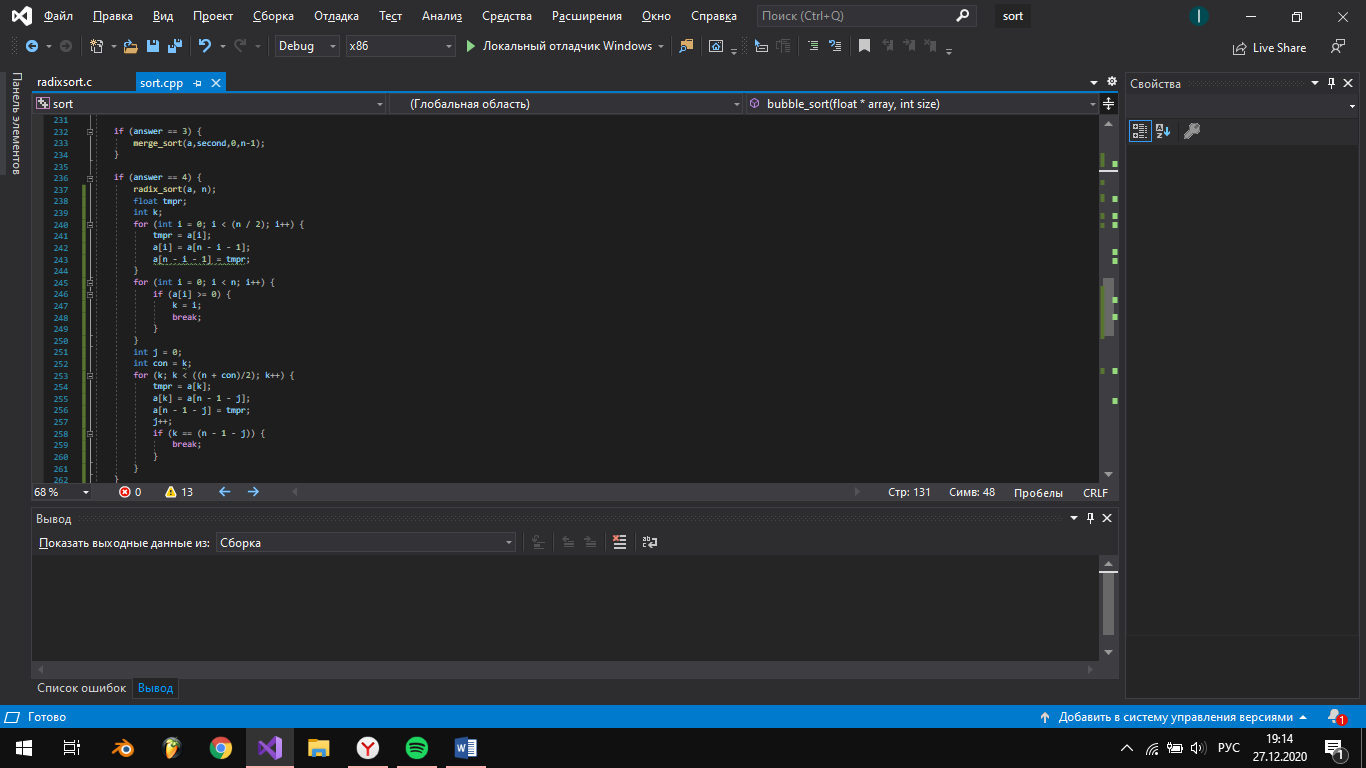 Файл Правка Вид Проект Сборка Отладка Тест Анализ Средства Расширения Окно Справка Поиск (Ctrl+Q) sort I
Debug x86 Локальный отладчик Windows Live Share
Панель элементов
radixsort.c sort.cpp
sort (Глобальная область) bubble_sort(float * array, int size)
231
232 if (answer == 3) {
233 merge_sort(a,second,0,n-1);
234 }
235
236 if (answer == 4) {
237 radix_sort(a, n);
238 float tmpr;
239 int k;
240 for (int i = 0; i < (n / 2); i++) {
241 tmpr = a[i];
242 a[i] = a[n - i - 1];
243 a[n - i - 1] = tmpr;
244 }
245 for (int i = 0; i < n; i++) {
246 if (a[i] >= 0) {
247 k = i;
248 break;
249 }
250 }
251 int j = 0;
252 int con = k;
253 for (k; k < ((n + con)/2); k++) {
254 tmpr = a[k];
255 a[k] = a[n - 1 - j];
256 a[n - 1 - j] = tmpr;
257 j++;
258 if (k == (n - 1 - j)) {
259 break;
260 }
261 }
262 }
68 % 0 13 Стр: 131 Симв: 48 Пробелы CRLF
Вывод
Показать выходные данные из: Сборка
Список ошибок Вывод
Свойства
Готово Добавить в систему управления версиями 1
РУС 19:14 27.12.2020 1